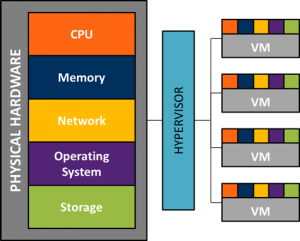 PHYSICAL HARDWARE
CPU
Memory
Network
Operating
System
Storage
HYPERVISOR
VM
VM
VM
VM